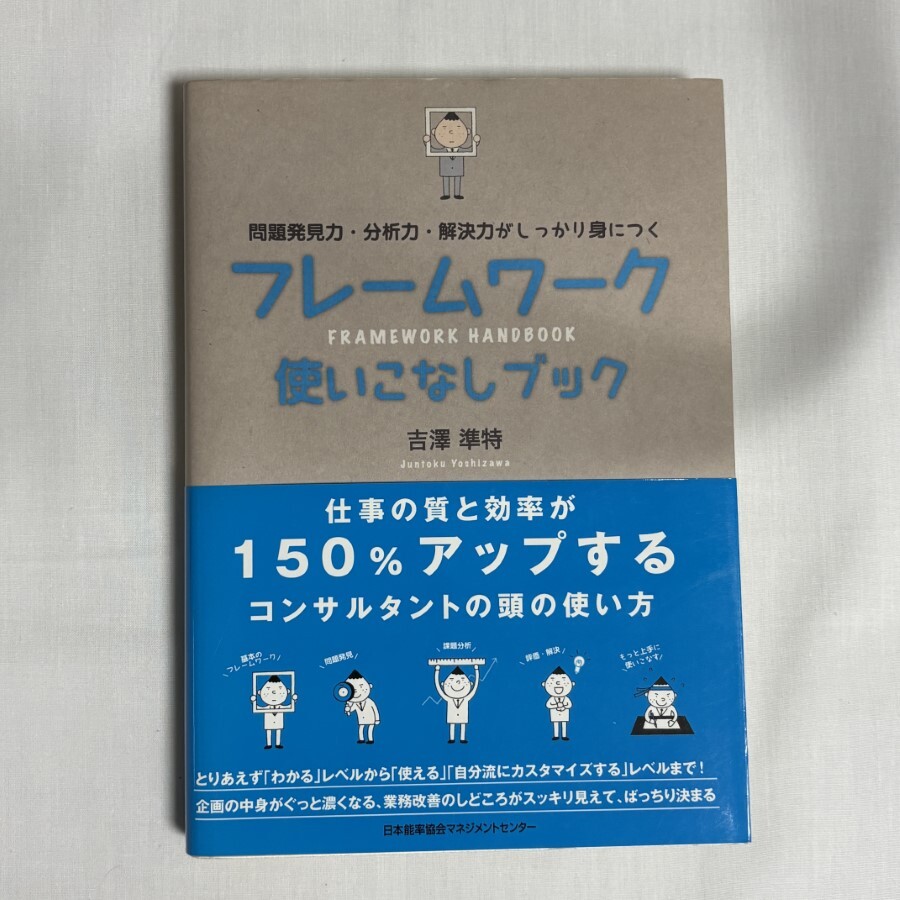 問題発見力・分析力・解決力がしっかり身につく
フレームワーク
FRAMEWORK HANDBOOK
使いこなしブック
吉澤 準特
Juntoku Yoshizawa
仕事の質と効率が
150%アップする
コンサルタントの頭の使い方
基本の
フレームワーク
問題発見
課題分析
評価・解決
もっと上手に
使いこなす
とりあえず「わかる」レベルから「使える」「自分流にカスタマイズする」レベルまで!
企画の中身がぐっと濃くなる、業務改善のしどころがスッキリ見えて、ばっちり決まる
日本能率協会マネジメントセンター